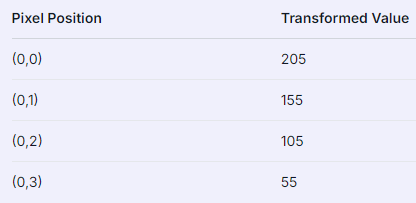 Pixel Position Transformed Value
(0,0) 205
(0,1) 155
(0,2) 105
(0,3) 55